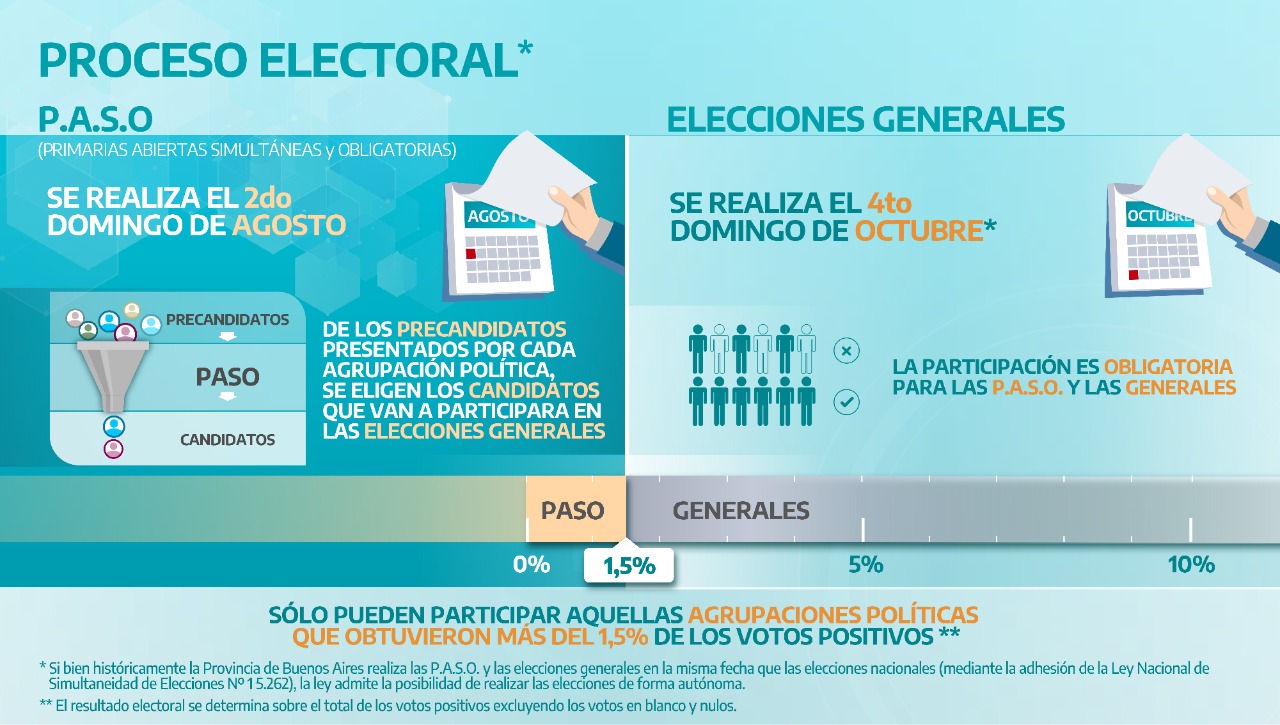 PROCESO ELECTORAL*
P.A.S.O
(PRIMARIAS ABIERTAS SIMULTÁNEAS y OBLIGATORIAS)
SE REALIZA EL 2do
DOMINGO DE AGOSTO
AGOSTO
PRECANDIDATOS
PASO
CANDIDATOS
DE LOS PRECANDIDATOS
PRESENTADOS POR CADA
AGRUPACIÓN POLÍTICA,
SE ELIGEN LOS CANDIDATOS
QUE VAN A PARTICIPARA EN
LAS ELECCIONES GENERALES
ELECCIONES GENERALES
SE REALIZA EL 4to
DOMINGO DE OCTUBRE*
OCTUBRE
LA PARTICIPACIÓN ES OBLIGATORIA
PARA LAS P.A.S.O. Y LAS GENERALES
PASO GENERALES
0% 1,5% 5% 10%
SÓLO PUEDEN PARTICIPAR AQUELLAS AGRUPACIONES POLÍTICAS
QUE OBTUVIERON MÁS DEL 1,5% DE LOS VOTOS POSITIVOS **
* Si bien históricamente la Provincia de Buenos Aires realiza las P.A.S.O. y las elecciones generales en la misma fecha que las elecciones nacionales (mediante la adhesión de la Ley Nacional de
Simultaneidad de Elecciones Nº 15.262), la ley admite la posibilidad de realizar las elecciones de forma autónoma.
** El resultado electoral se determina sobre el total de los votos positivos excluyendo los votos en blanco y nulos.